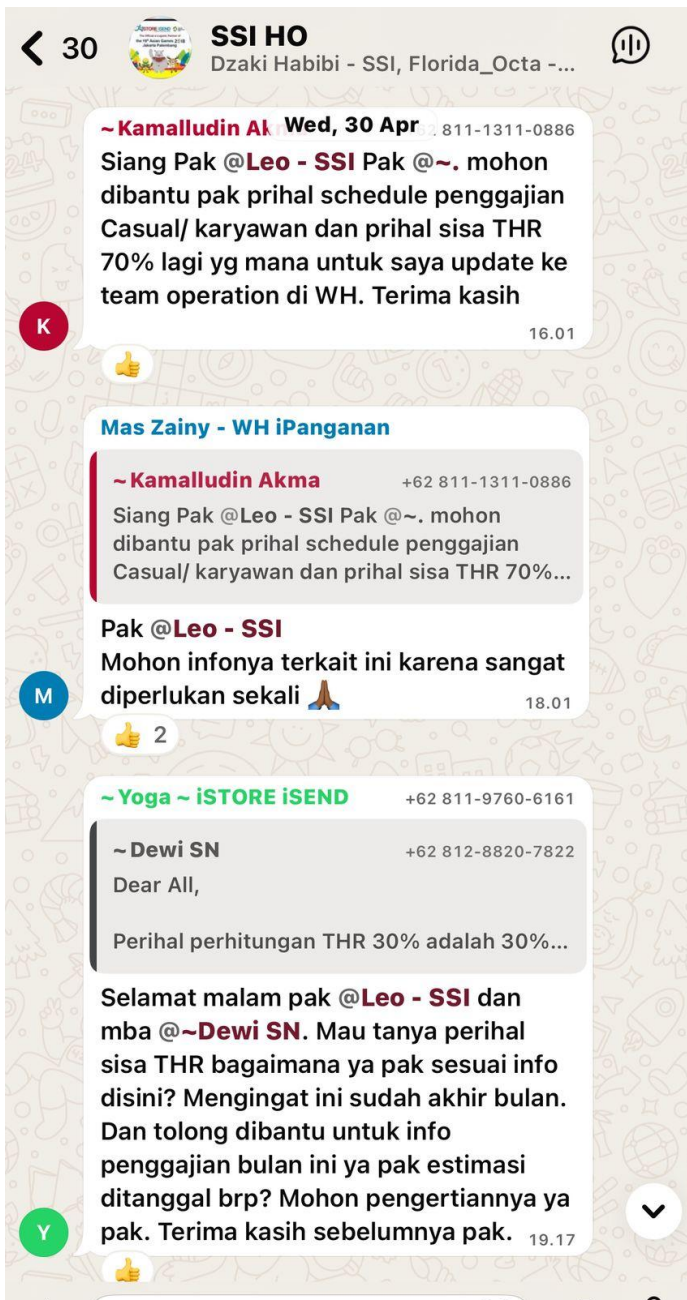 30
SSI HO
Dzaki Habibi - SSI, Florida_Octa -...
Wed, 30 Apr
~Kamalludin Ak 811-1311-0886
Siang Pak @Leo - SSI Pak @~. mohon
dibantu pak prihal schedule penggajian
Casual/ karyawan dan prihal sisa THR
70% lagi yg mana untuk saya update ke
team operation di WH. Terima kasih
16.01
K
Mas Zainy - WH iPanganan
~Kamalludin Akma +62 811-1311-0886
Siang Pak @Leo - SSI Pak @~. mohon
dibantu pak prihal schedule penggajian
Casual/ karyawan dan prihal sisa THR 70%...
Pak @Leo - SSI
Mohon infonya terkait ini karena sangat
diperlukan sekali 🙏🏾
18.01
M
2
~Yoga ~ iSTORE iSEND +62 811-9760-6161
~Dewi SN +62 812-8820-7822
Dear All,
Perihal perhitungan THR 30% adalah 30%...
Selamat malam pak @Leo - SSI dan
mba @~Dewi SN. Mau tanya perihal
sisa THR bagaimana ya pak sesuai info
disini? Mengingat ini sudah akhir bulan.
Dan tolong dibantu untuk info
penggajian bulan ini ya pak estimasi
ditanggal brp? Mohon pengertiannya ya
pak. Terima kasih sebelumnya pak. 19.17
Y